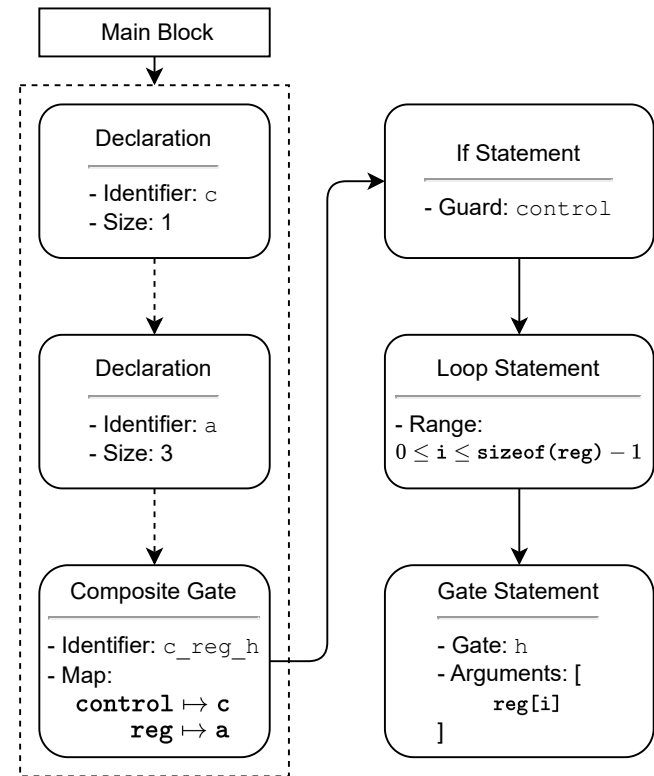 Main Block
Declaration
- Identifier: c
- Size: 1
Declaration
- Identifier: a
- Size: 3
Composite Gate
- Identifier: c_reg_h
- Map:
control ↦ c
reg ↦ a
If Statement
- Guard: control
Loop Statement
- Range:
0 ≤ i ≤ sizeof(reg) − 1
Gate Statement
- Gate: h
- Arguments: [
reg[i]
]